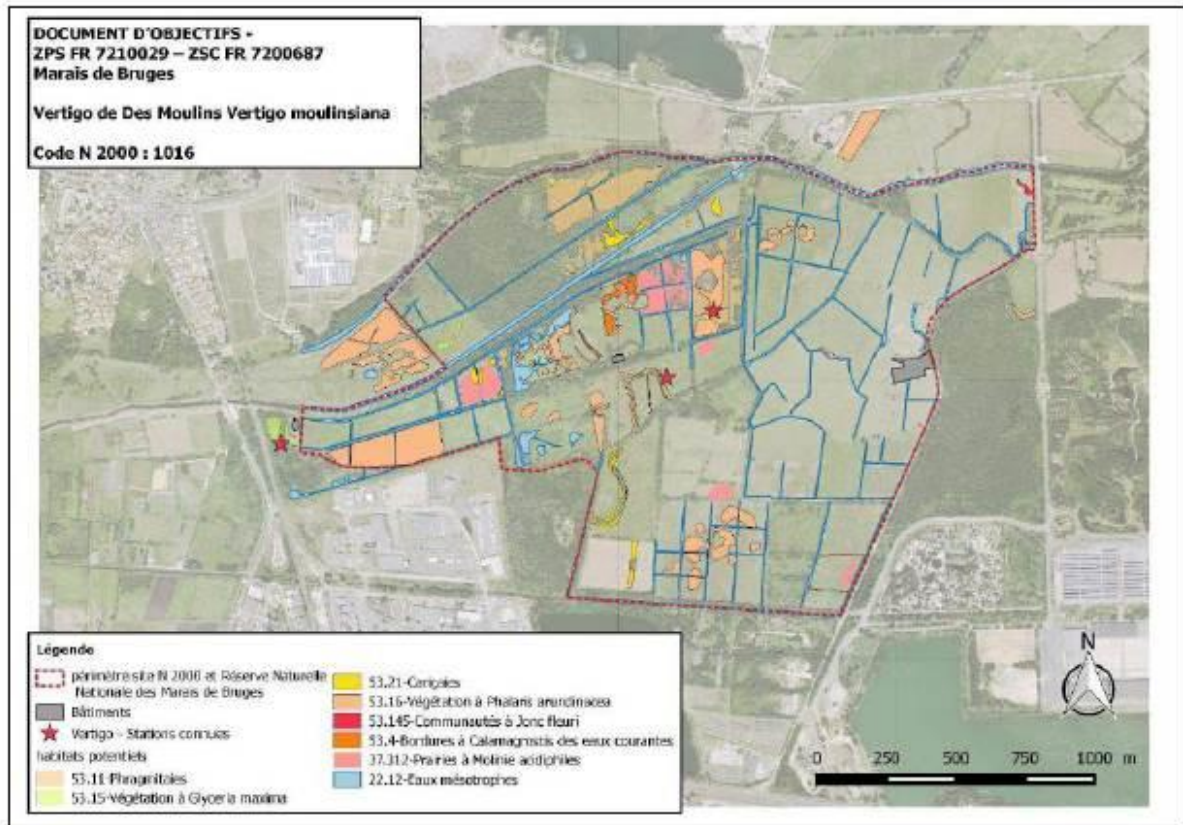 DOCUMENT D'OBJECTIFS -
ZPS FR 7210029 – ZSC FR 7200687
Marais de Bruges
Vertigo de Des Moulins Vertigo moulinsiana
Code N 2000 : 1016
Légende
périmètre site N 2000 et Réserve Naturelle
Nationale des Marais de Bruges
Bâtiments
Vertigo - Stations connues
habitats potentiels
53.11-Phragmitaies
53.15-Végétation à Glyceria maxima
53.21-Cariçaies
53.16-Végétation à Phalaris arundinacea
53.145-Communautés à Jonc fleuri
53.4-Bordures à Calamagrostis des eaux courantes
37.312-Prairies à Molinie acidiphiles
22.12-Eaux mésotrophes
N
0 250 500 750 1000 m